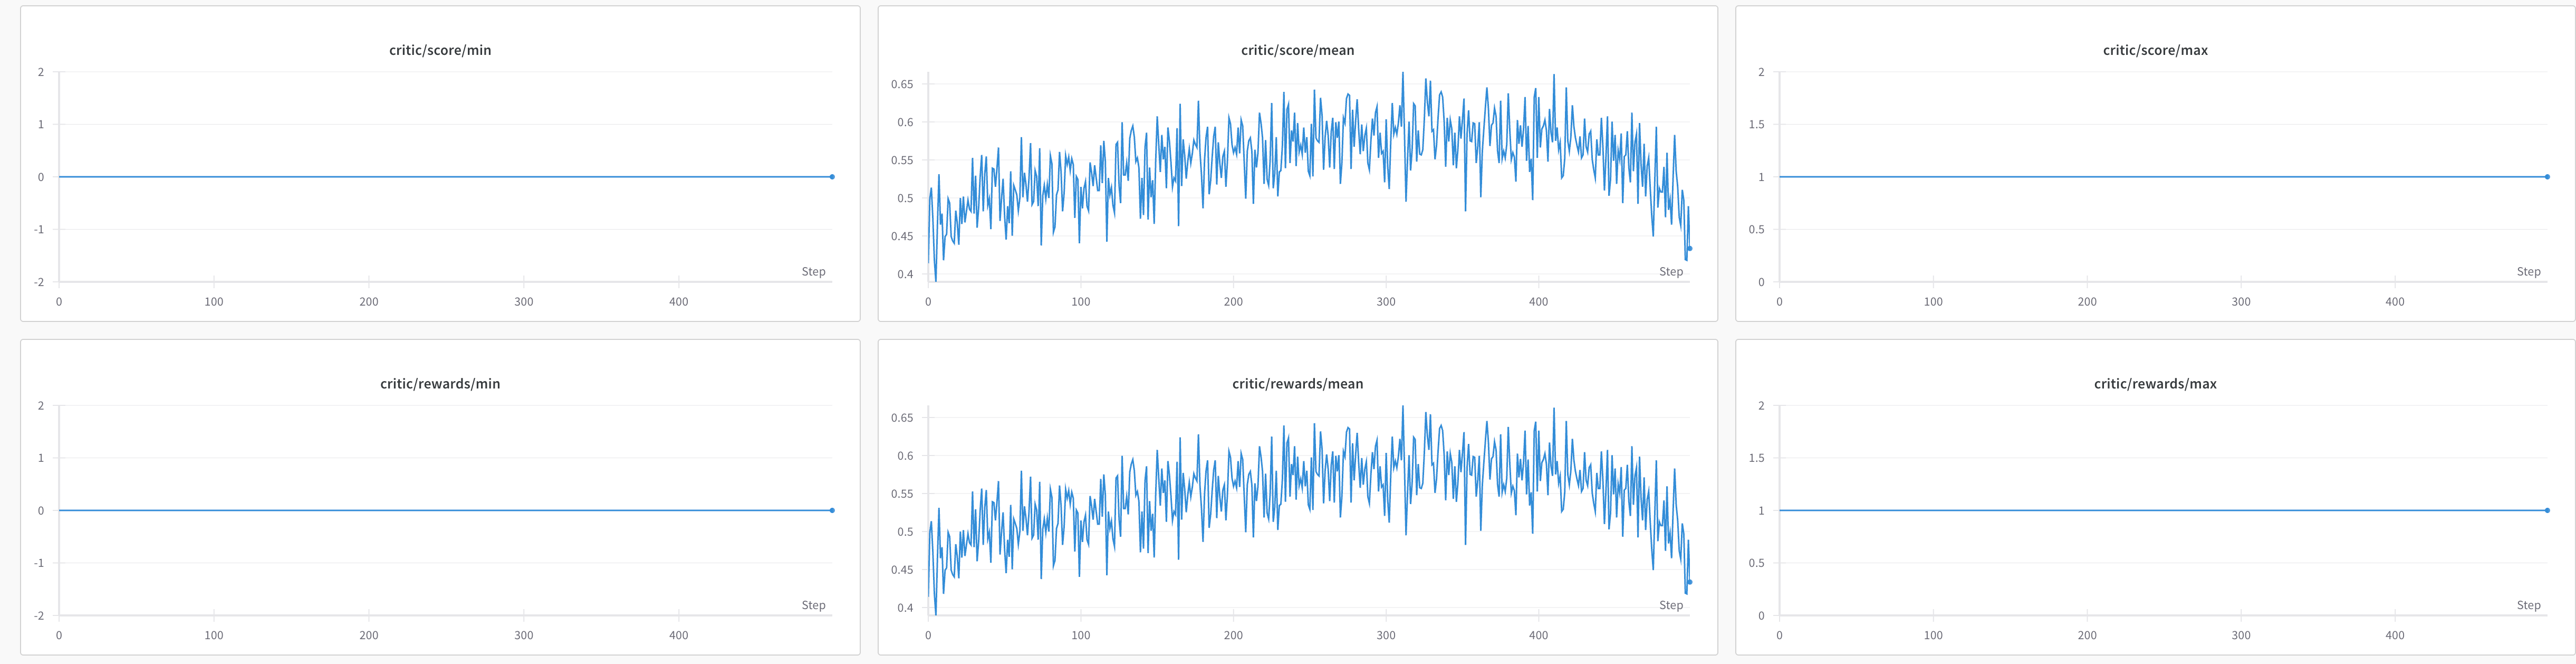 critic/score/min
2
1
0
-1
-2
Step
0 100 200 300 400
critic/score/mean
0.65
0.6
0.55
0.5
0.45
0.4
Step
0 100 200 300 400
critic/score/max
2
1.5
1
0.5
0
Step
0 100 200 300 400
critic/rewards/min
2
1
0
-1
-2
Step
0 100 200 300 400
critic/rewards/mean
0.65
0.6
0.55
0.5
0.45
0.4
Step
0 100 200 300 400
critic/rewards/max
2
1.5
1
0.5
0
Step
0 100 200 300 400